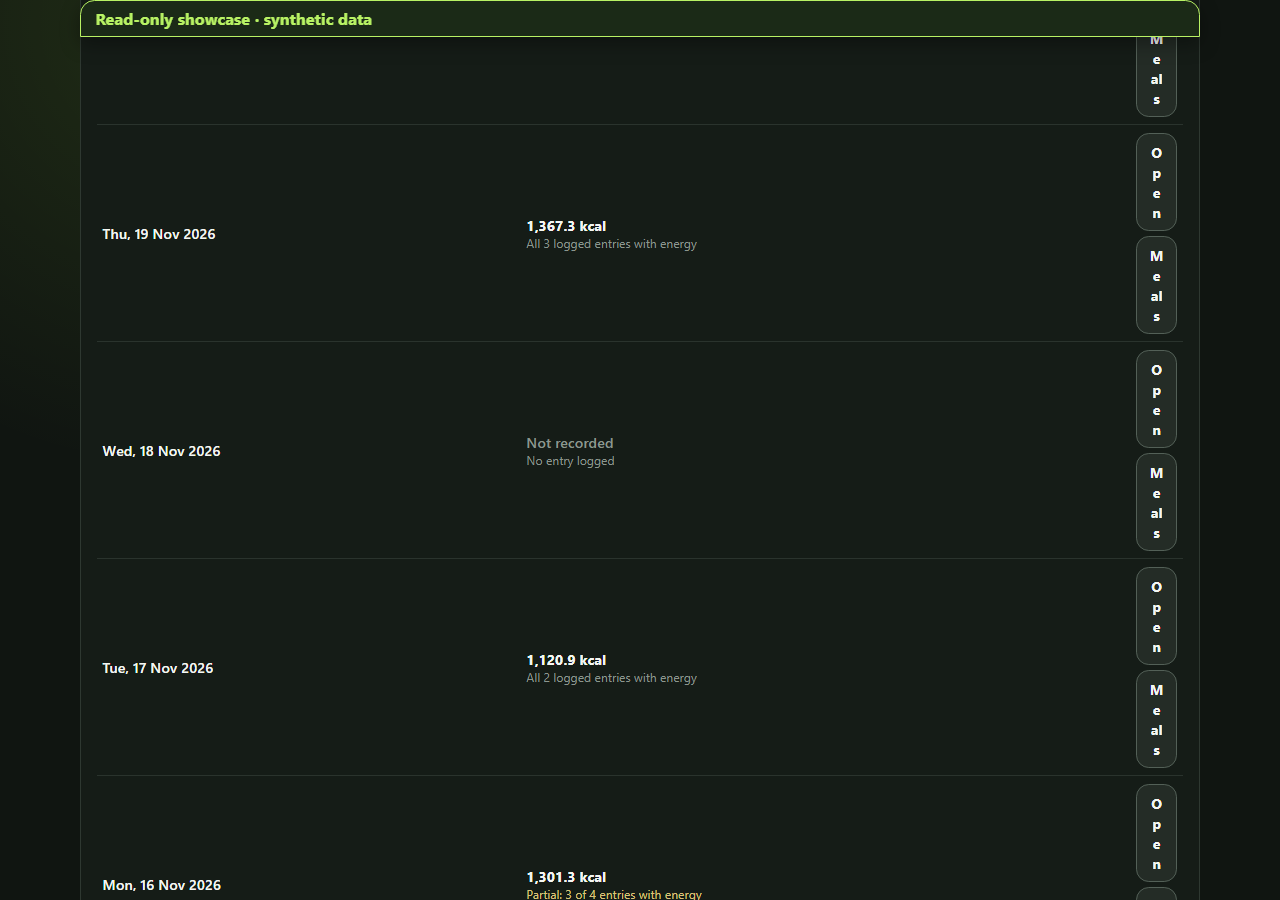 Read-only showcase · synthetic data
M
e
al
s
O
p
e
n
Thu, 19 Nov 2026
1,367.3 kcal
All 3 logged entries with energy
M
e
al
s
O
p
e
n
Wed, 18 Nov 2026
Not recorded
No entry logged
M
e
al
s
O
p
e
n
Tue, 17 Nov 2026
1,120.9 kcal
All 2 logged entries with energy
M
e
al
s
O
p
e
n
Mon, 16 Nov 2026
1,301.3 kcal
Partial: 3 of 4 entries with energy